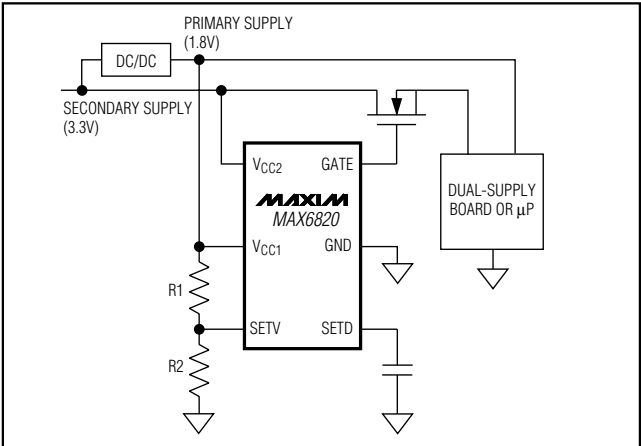 PRIMARY SUPPLY
(1.8V)
DC/DC
SECONDARY SUPPLY
(3.3V)
VCC2
GATE
MAXIM
MAX6820
DUAL-SUPPLY
BOARD OR µP
VCC1
GND
R1
SETV
SETD
R2